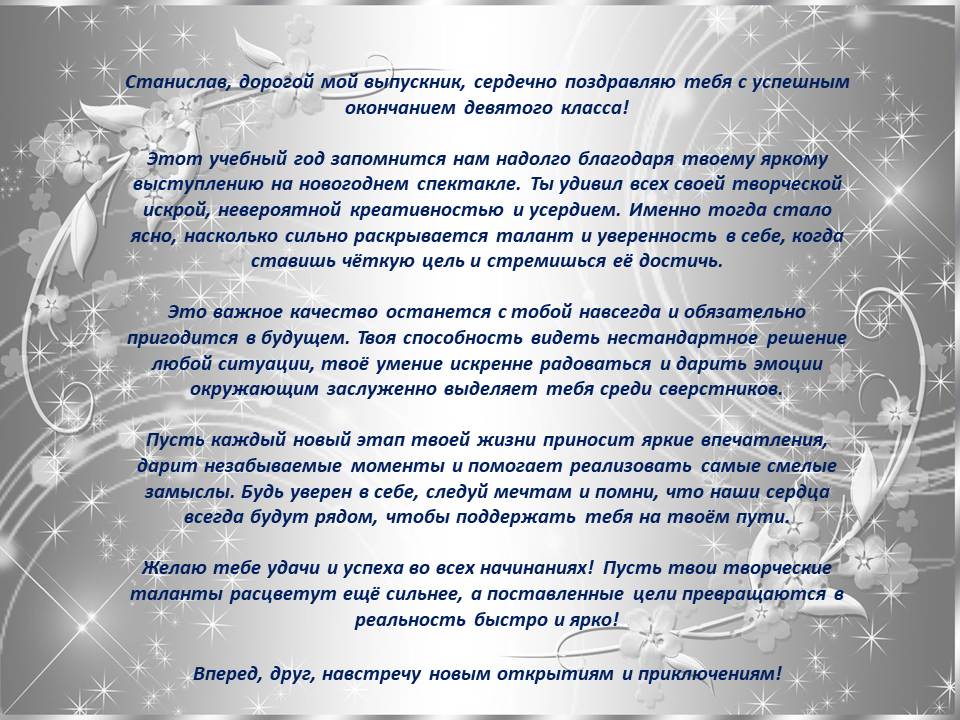 Станислав, дорогой мой выпускник, сердечно поздравляю тебя с успешным
окончанием девятого класса!
Этот учебный год запомнится нам надолго благодаря твоему яркому
выступлению на новогоднем спектакле. Ты удивил всех своей творческой
искрой, невероятной креативностью и усердием. Именно тогда стало
ясно, насколько сильно раскрывается талант и уверенность в себе, когда
ставишь чёткую цель и стремишься её достичь.
Это важное качество останется с тобой навсегда и обязательно
пригодится в будущем. Твоя способность видеть нестандартное решение
любой ситуации, твоё умение искренне радоваться и дарить эмоции
окружающим заслуженно выделяет тебя среди сверстников.
Пусть каждый новый этап твоей жизни приносит яркие впечатления,
дарит незабываемые моменты и помогает реализовать самые смелые
замыслы. Будь уверен в себе, следуй мечтам и помни, что наши сердца
всегда будут рядом, чтобы поддержать тебя на твоём пути.
Желаю тебе удачи и успеха во всех начинаниях! Пусть твои творческие
таланты расцветут ещё сильнее, а поставленные цели превращаются в
реальность быстро и ярко!
Вперед, друг, навстречу новым открытиям и приключениям!